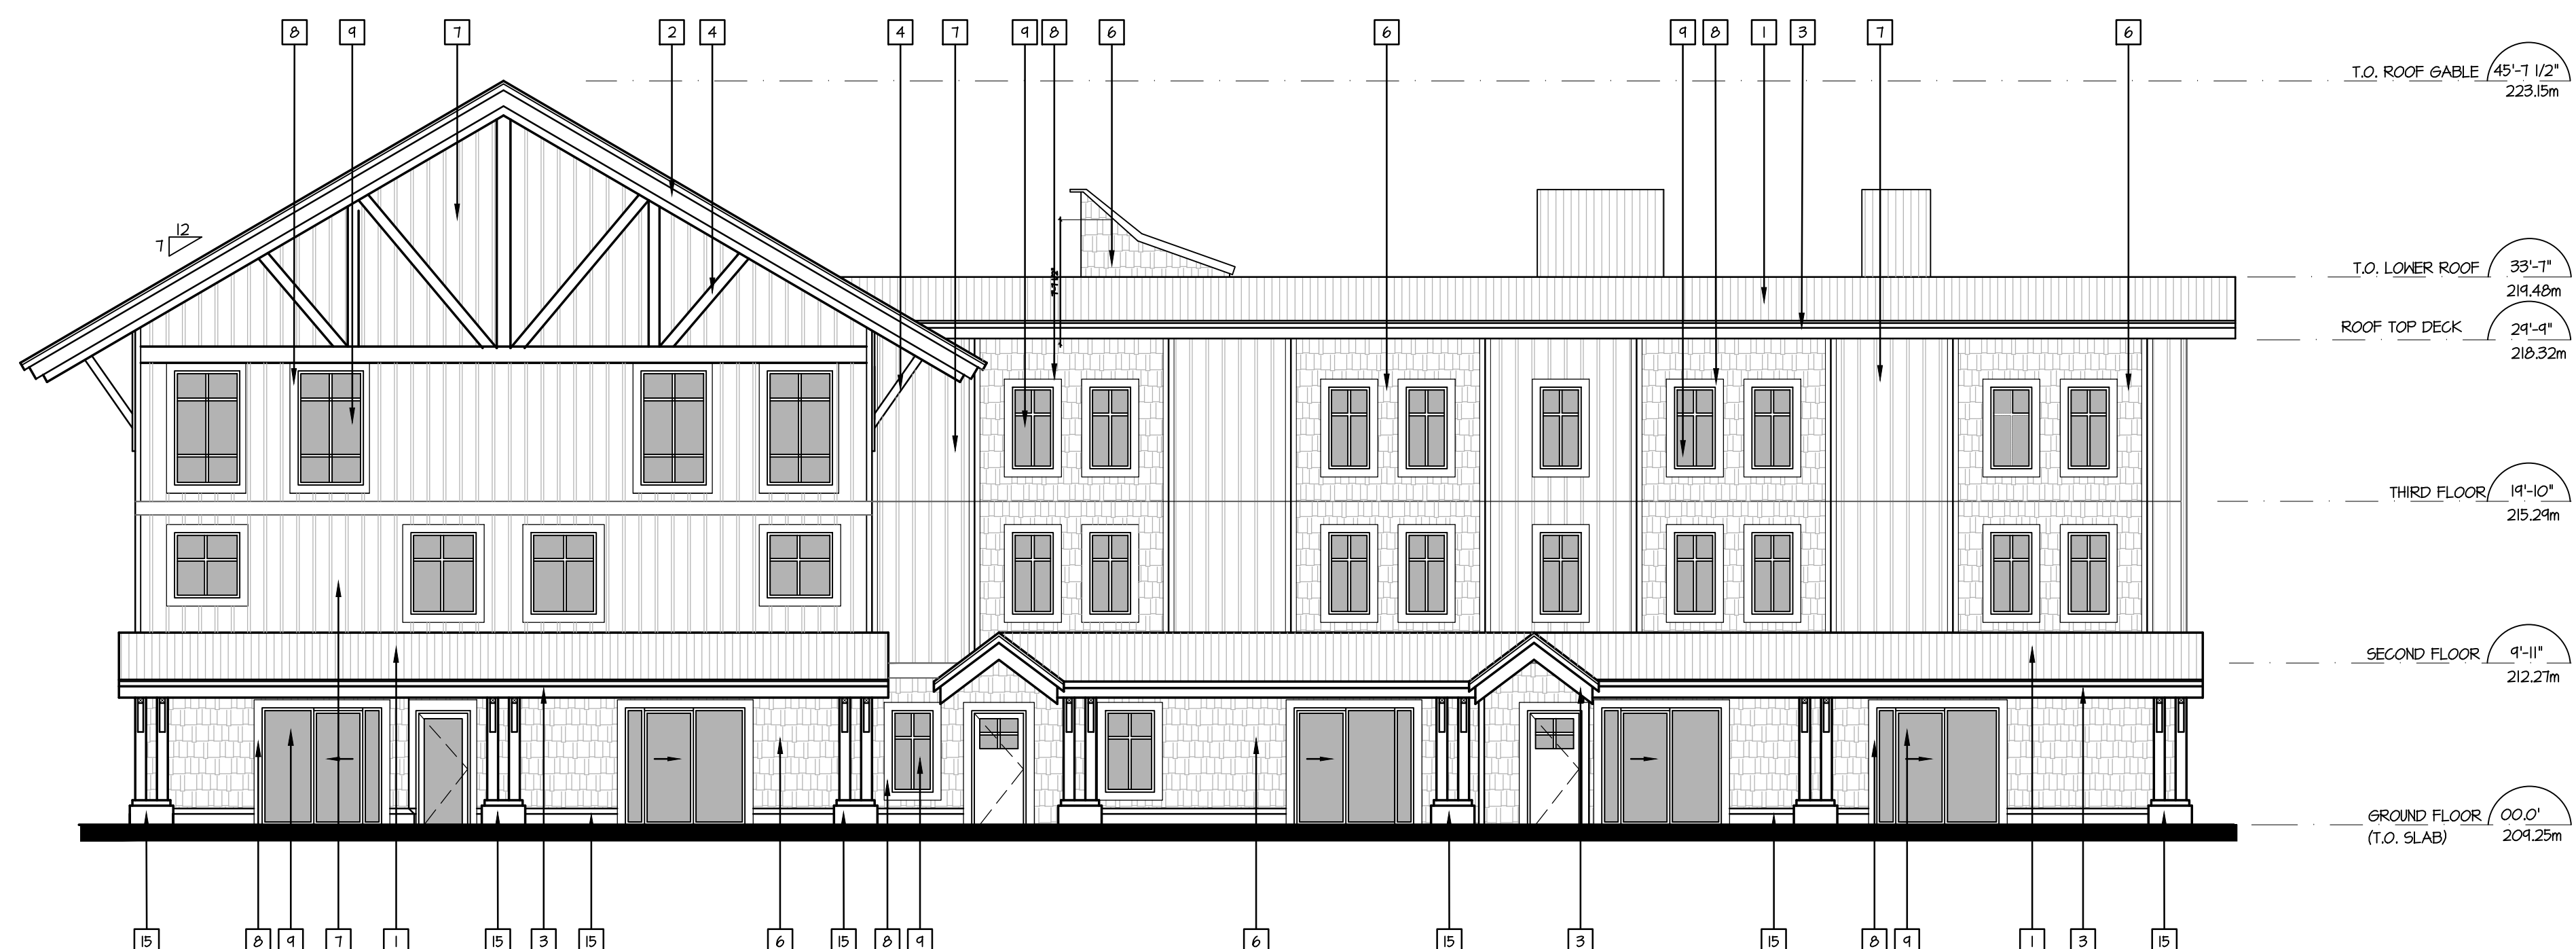 8 9 7 2 4 4 7 9 8 6 6 9 8 1 3 7 6
T.O. ROOF GABLE 45'-7 1/2"
223.15m
12
7
T.O. LOWER ROOF 33'-7"
219.48m
ROOF TOP DECK 29'-9"
218.32m
THIRD FLOOR 19'-10"
215.29m
SECOND FLOOR 9'-11"
212.27m
GROUND FLOOR 00.0'
(T.O. SLAB) 209.25m
15 8 9 7 1 15 3 15 6 15 8 9 6 15 3 15 8 9 1 3 15